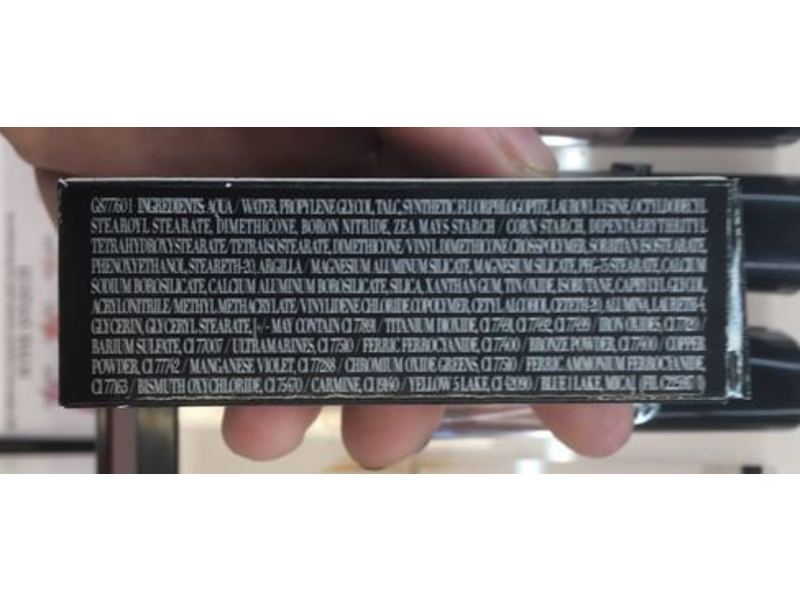 G877601 INGREDIENTS: AQUA / WATER, PROPYLENE GLYCOL, TALC, SYNTHETIC FLUORPHLOGOPITE, LAUROYL LYSINE, OCTYLDODECYL
STEAROYL STEARATE, DIMETHICONE, BORON NITRIDE, ZEA MAYS STARCH / CORN STARCH, DIPENTAERYTHRITYL
TETRAHYDROXYSTEARATE/TETRAISOSTEARATE, DIMETHICONE/VINYL DIMETHICONE CROSSPOLYMER, SORBITAN ISOSTEARATE,
PHENOXYETHANOL, STEARETH-20, ARGILLA / MAGNESIUM ALUMINUM SILICATE, MAGNESIUM SILICATE, STEARATE, CALCIUM
SODIUM BOROSILICATE, CALCIUM ALUMINUM BOROSILICATE, SILICA, XANTHAN GUM, TIN OXIDE, ISOBUTANE, CAPRYLYL GLYCOL,
ACRYLONITRILE/METHYL METHACRYLATE/VINYLIDENE CHLORIDE COPOLYMER, CETYL ALCOHOL, CETETH-20, ALUMINA, LAURETH-4,
GLYCERIN, GLYCERYL STEARATE, [+/- MAY CONTAIN CI 77891 / TITANIUM DIOXIDE, CI 77491, CI 77492, CI 77499 / IRON OXIDES, CI 77120 /
BARIUM SULFATE, CI 77007 / ULTRAMARINES, CI 77510 / FERRIC FERROCYANIDE, CI 77400 / BRONZE POWDER, CI 77400 / COPPER
POWDER, CI 77742 / MANGANESE VIOLET, CI 77288 / CHROMIUM OXIDE GREENS, CI 77510 / FERRIC AMMONIUM FERROCYANIDE,
CI 77163 / BISMUTH OXYCHLORIDE, CI 75470 / CARMINE, CI 19140 / YELLOW 5 LAKE, CI 42090 / BLUE 1 LAKE, MICA]